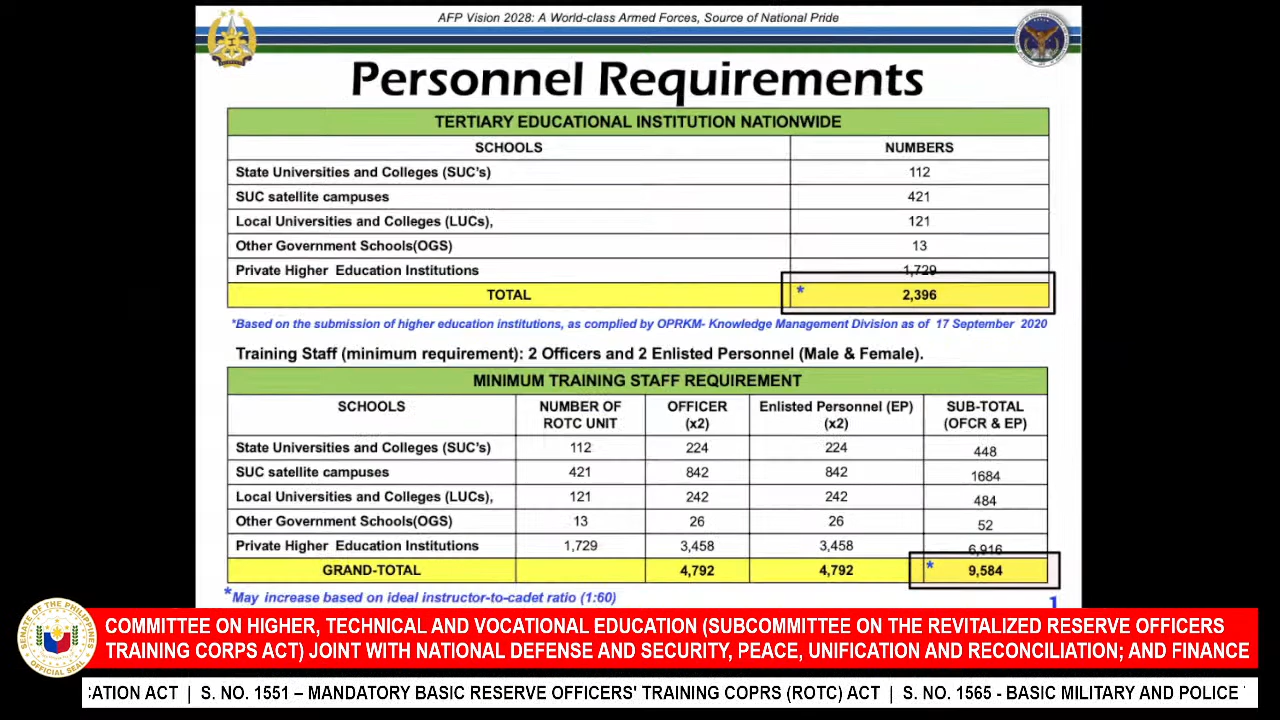 AFP Vision 2028: A World-class Armed Forces, Source of National Pride
Personnel Requirements
TERTIARY EDUCATIONAL INSTITUTION NATIONWIDE
SCHOOLS NUMBERS
State Universities and Colleges (SUC's) 112
SUC satellite campuses 421
Local Universities and Colleges (LUCs), 121
Other Government Schools(OGS) 13
Private Higher Education Institutions 1,729
TOTAL * 2,396
*Based on the submission of higher education institutions, as complied by OPRKM- Knowledge Management Division as of 17 September 2020
Training Staff (minimum requirement): 2 Officers and 2 Enlisted Personnel (Male & Female).
MINIMUM TRAINING STAFF REQUIREMENT
SCHOOLS NUMBER OF ROTC UNIT OFFICER (x2) Enlisted Personnel (EP) (x2) SUB-TOTAL (OFCR & EP)
State Universities and Colleges (SUC's) 112 224 224 448
SUC satellite campuses 421 842 842 1684
Local Universities and Colleges (LUCs), 121 242 242 484
Other Government Schools(OGS) 13 26 26 52
Private Higher Education Institutions 1,729 3,458 3,458 6,916
GRAND-TOTAL 4,792 4,792 * 9,584
*May increase based on ideal instructor-to-cadet ratio (1:60)
1
SENATE OF THE PHILIPPINES
OFFICIAL SEAL
COMMITTEE ON HIGHER, TECHNICAL AND VOCATIONAL EDUCATION (SUBCOMMITTEE ON THE REVITALIZED RESERVE OFFICERS
TRAINING CORPS ACT) JOINT WITH NATIONAL DEFENSE AND SECURITY, PEACE, UNIFICATION AND RECONCILIATION; AND FINANCE
CATION ACT | S. NO. 1551 – MANDATORY BASIC RESERVE OFFICERS' TRAINING COPRS (ROTC) ACT | S. NO. 1565 - BASIC MILITARY AND POLICE